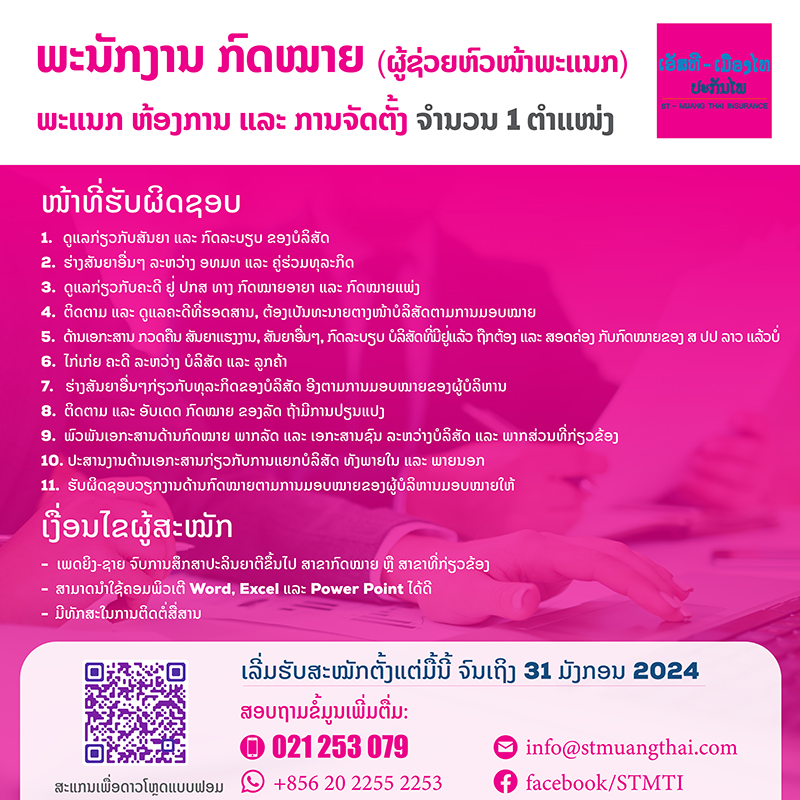 ພະນັກງານ ກົດໝາຍ (ຜູ້ຊ່ວຍຫົວໜ້າພະແນກ)
ພະແນກ ຫ້ອງການ ແລະ ການຈັດຕັ້ງ ຈຳນວນ 1 ຕຳແໜ່ງ
ເອັສທີ - ເມືອງໄທ
ປະກັນໄພ
ST - MUANG THAI INSURANCE
ໜ້າທີ່ຮັບຜິດຊອບ
1. ດູແລກ່ຽວກັບສັນຍາ ແລະ ກົດລະບຽບ ຂອງບໍລິສັດ
2. ຮ່າງສັນຍາອື່ນໆ ລະຫວ່າງ ອທມທ ແລະ ຄູ່ຮ່ວມທຸລະກິດ
3. ດູແລກ່ຽວກັບຄະດີ ຢູ່ ປກສ ທາງ ກົດໝາຍອາຍາ ແລະ ກົດໝາຍແພ່ງ
4. ຕິດຕາມ ແລະ ດູແລຄະດີທີ່ຮອດສານ, ຕ້ອງເປັນທະນາຍຕາງໜ້າບໍລິສັດຕາມການມອບໝາຍ
5. ດ້ານເອກະສານ ກວດຄືນ ສັນຍາແຮງງານ, ສັນຍາອື່ນໆ, ກົດລະບຽບ ບໍລິສັດທີ່ມີຢູ່ແລ້ວ ຖືກຕ້ອງ ແລະ ສອດຄ່ອງ ກັບກົດໝາຍຂອງ ສ ປປ ລາວ ແລ້ວບໍ່
6. ໄກ່ເກ່ຍ ຄະດີ ລະຫວ່າງ ບໍລິສັດ ແລະ ລູກຄ້າ
7. ຮ່າງສັນຍາອື່ນໆກ່ຽວກັບທຸລະກິດຂອງບໍລິສັດ ອີງຕາມການມອບໝາຍຂອງຜູ້ບໍລິຫານ
8. ຕິດຕາມ ແລະ ອັບເດດ ກົດໝາຍ ຂອງລັດ ຖ້າມີການປຽນແປງ
9. ພົວພັນເອກະສານດ້ານກົດໝາຍ ພາກລັດ ແລະ ເອກະສານຊົນ ລະຫວ່າງບໍລິສັດ ແລະ ພາກສ່ວນທີ່ກ່ຽວຂ້ອງ
10. ປະສານງານດ້ານເອກະສານກ່ຽວກັບການແຍກບໍລິສັດ ທັງພາຍໃນ ແລະ ພາຍນອກ
11. ຮັບຜິດຊອບວຽກງານດ້ານກົດໝາຍຕາມການມອບໝາຍຂອງຜູ້ບໍລິຫານມອບໝາຍໃຫ້
ເງື່ອນໄຂຜູ້ສະໝັກ
- ເພດຍິງ-ຊາຍ ຈົບການສຶກສາປະລິນຍາຕີຂຶ້ນໄປ ສາຂາກົດໝາຍ ຫຼື ສາຂາທີ່ກ່ຽວຂ້ອງ
- ສາມາດນຳໃຊ້ຄອມພິວເຕີ Word, Excel ແລະ Power Point ໄດ້ດີ
- ມີທັກສະໃນການຕິດຕໍ່ສື່ສານ
ເລີ່ມຮັບສະໝັກຕັ້ງແຕ່ມື້ນີ້ ຈົນເຖິງ 31 ມັງກອນ 2024
ສອບຖາມຂໍ້ມູນເພີ່ມຕື່ມ:
021 253 079
info@stmuangthai.com
ສະແກນເພື່ອດາວໂຫຼດແບບຟອມ
+856 20 2255 2253
facebook/STMTI